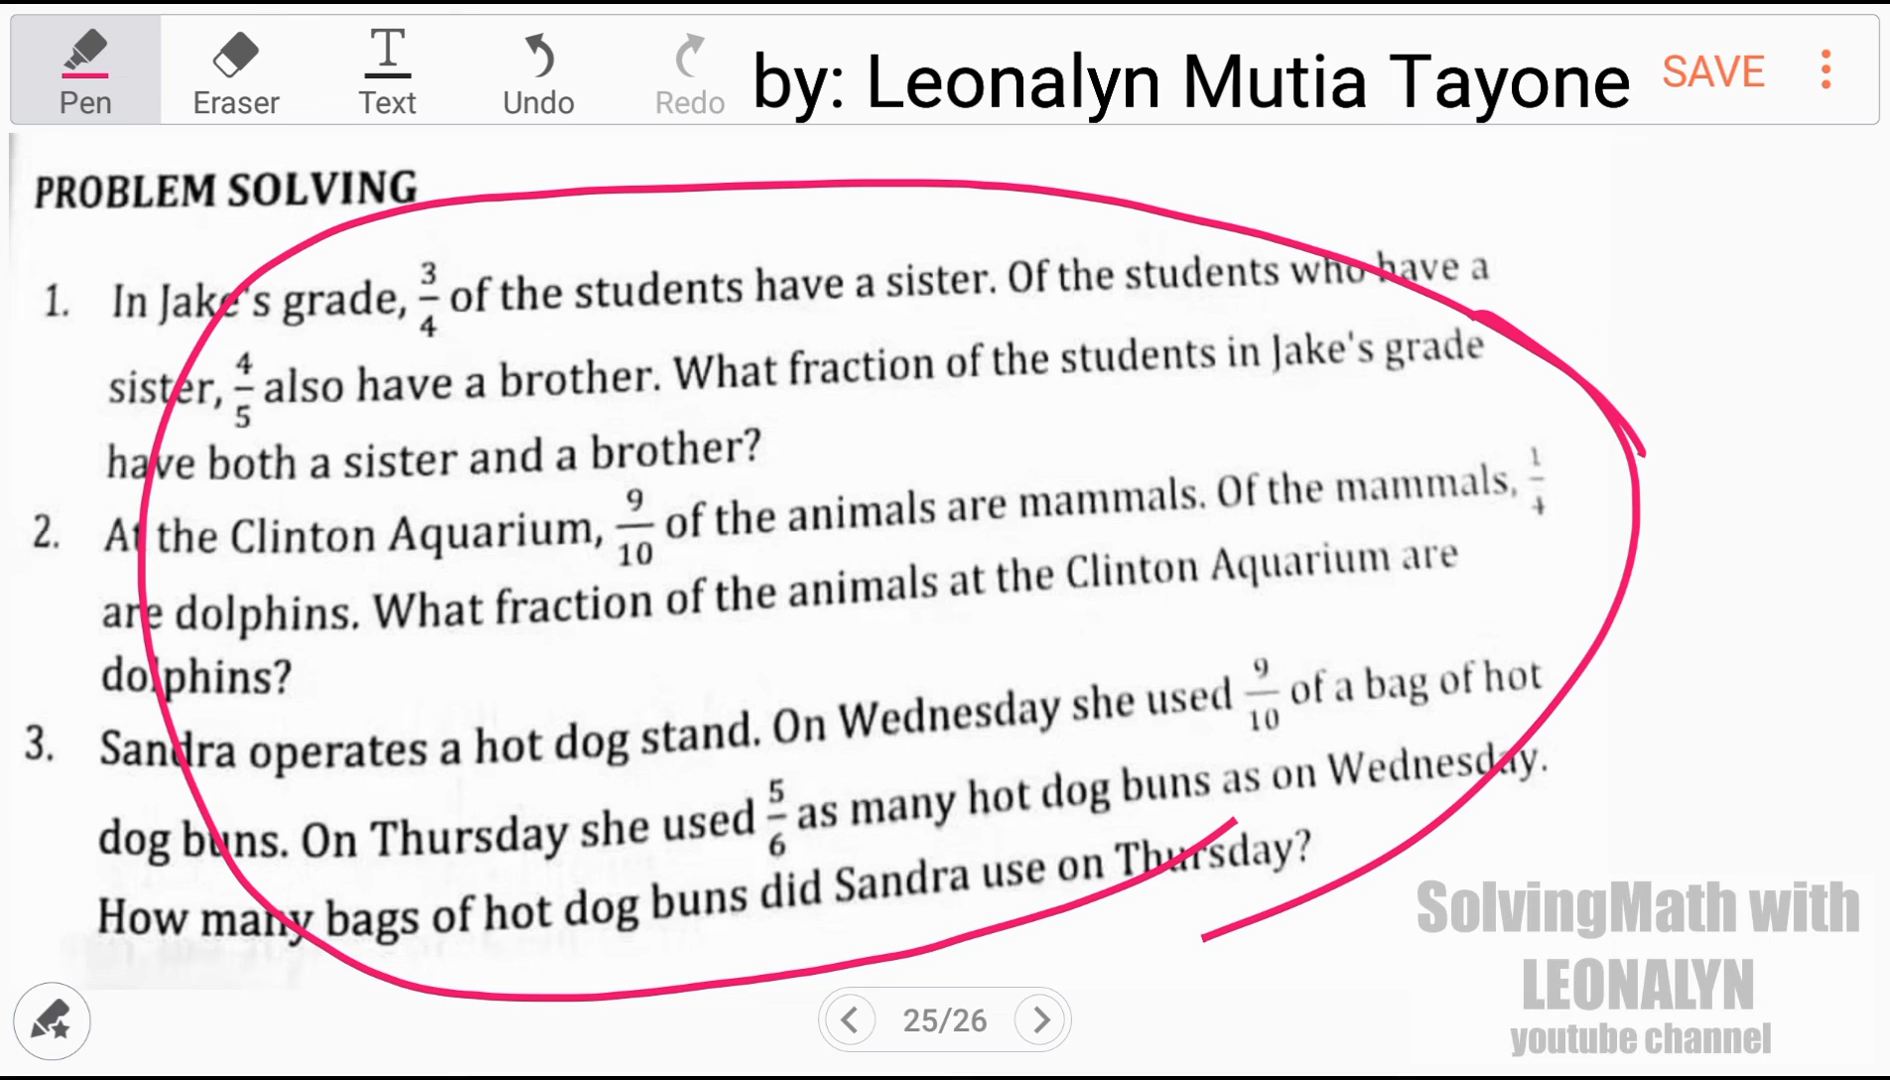 Pen
Eraser
Text
Undo
Redo
by: Leonalyn Mutia Tayone
SAVE
PROBLEM SOLVING
1. In Jake's grade, 3/4 of the students have a sister. Of the students who have a
sister, 4/5 also have a brother. What fraction of the students in Jake's grade
have both a sister and a brother?
2. At the Clinton Aquarium, 9/10 of the animals are mammals. Of the mammals, 1/4
are dolphins. What fraction of the animals at the Clinton Aquarium are
dolphins?
3. Sandra operates a hot dog stand. On Wednesday she used 9/10 of a bag of hot
dog buns. On Thursday she used 5/6 as many hot dog buns as on Wednesday.
How many bags of hot dog buns did Sandra use on Thursday?
SolvingMath with
LEONALYN
youtube channel
25/26